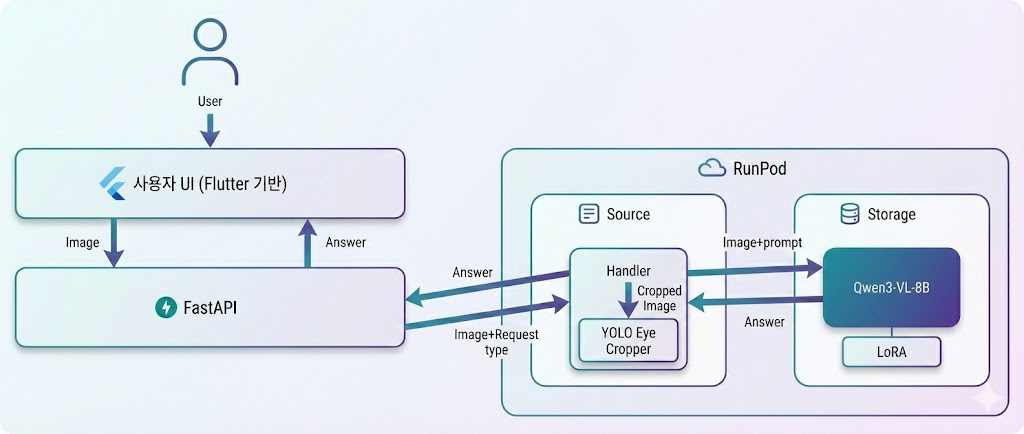 User
사용자 UI (Flutter 기반)
Image
Answer
FastAPI
Answer
Image+Request
type
RunPod
Source
Handler
Cropped
Image
YOLO Eye
Cropper
Image+prompt
Answer
Storage
Qwen3-VL-8B
LoRA